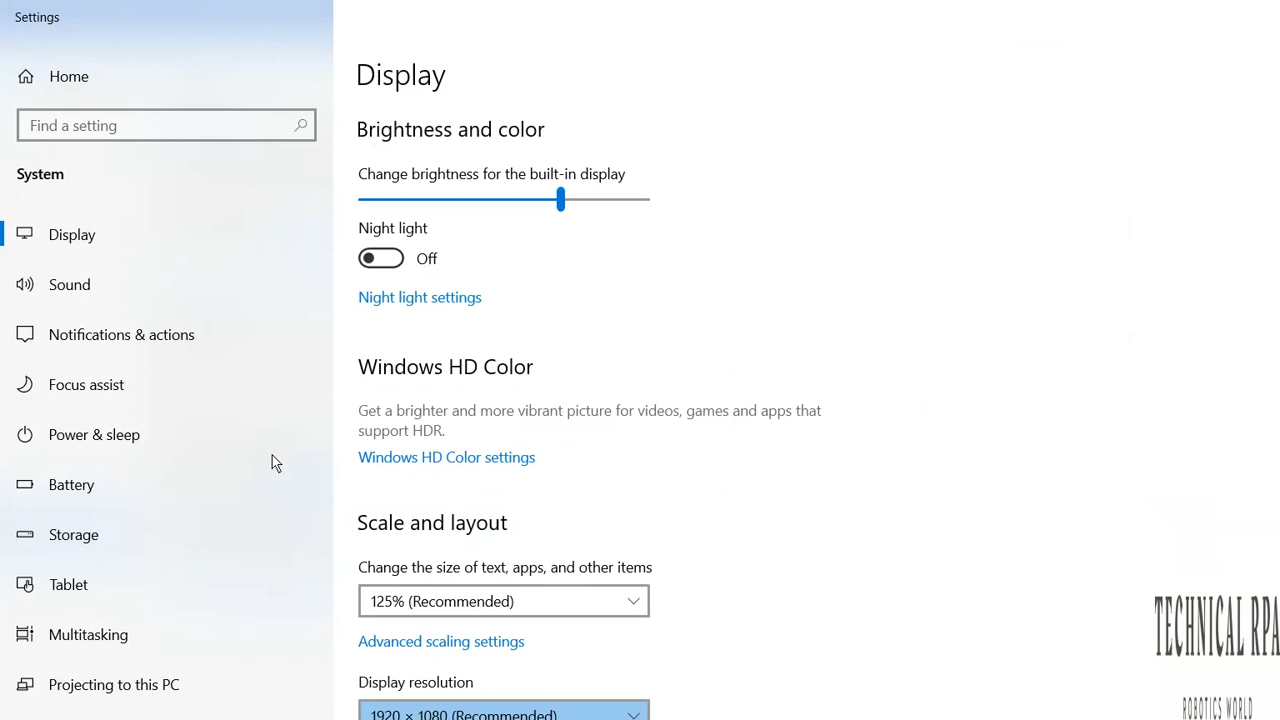 Settings
Home
Find a setting
System
Display
Sound
Notifications & actions
Focus assist
Power & sleep
Battery
Storage
Tablet
Multitasking
Projecting to this PC
Display
Brightness and color
Change brightness for the built-in display
Night light
Off
Night light settings
Windows HD Color
Get a brighter and more vibrant picture for videos, games and apps that
support HDR.
Windows HD Color settings
Scale and layout
Change the size of text, apps, and other items
125% (Recommended)
Advanced scaling settings
Display resolution
1920 × 1080 (Recommended)
TECHNICAL RPA
ROBOTICS WORLD